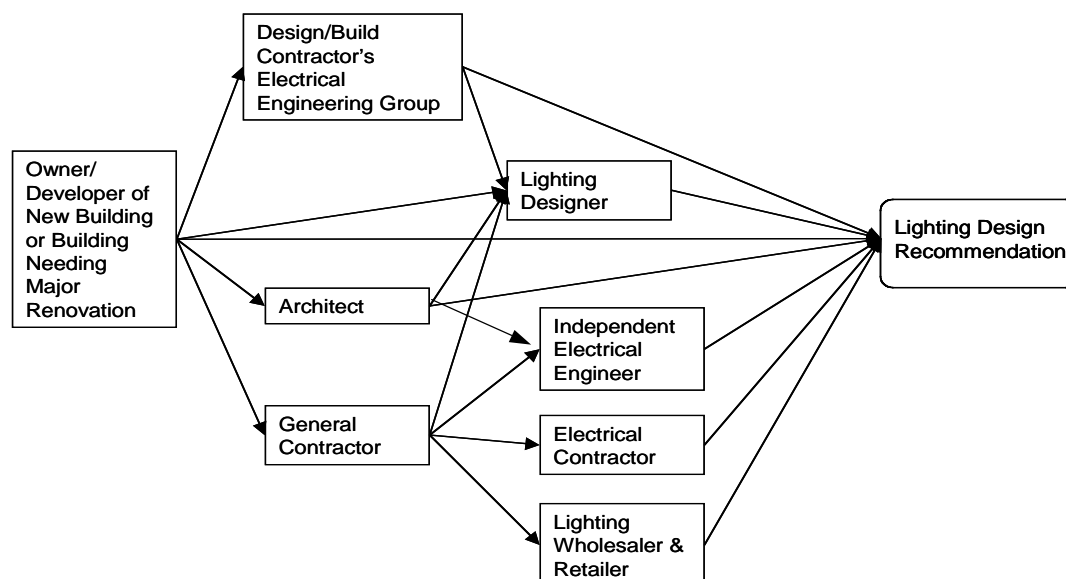 Design/Build
Contractor's
Electrical
Engineering Group
Owner/
Developer of
New Building
or Building
Needing
Major
Renovation
Lighting
Designer
Lighting Design
Recommendation
Architect
Independent
Electrical
Engineer
General
Contractor
Electrical
Contractor
Lighting
Wholesaler &
Retailer